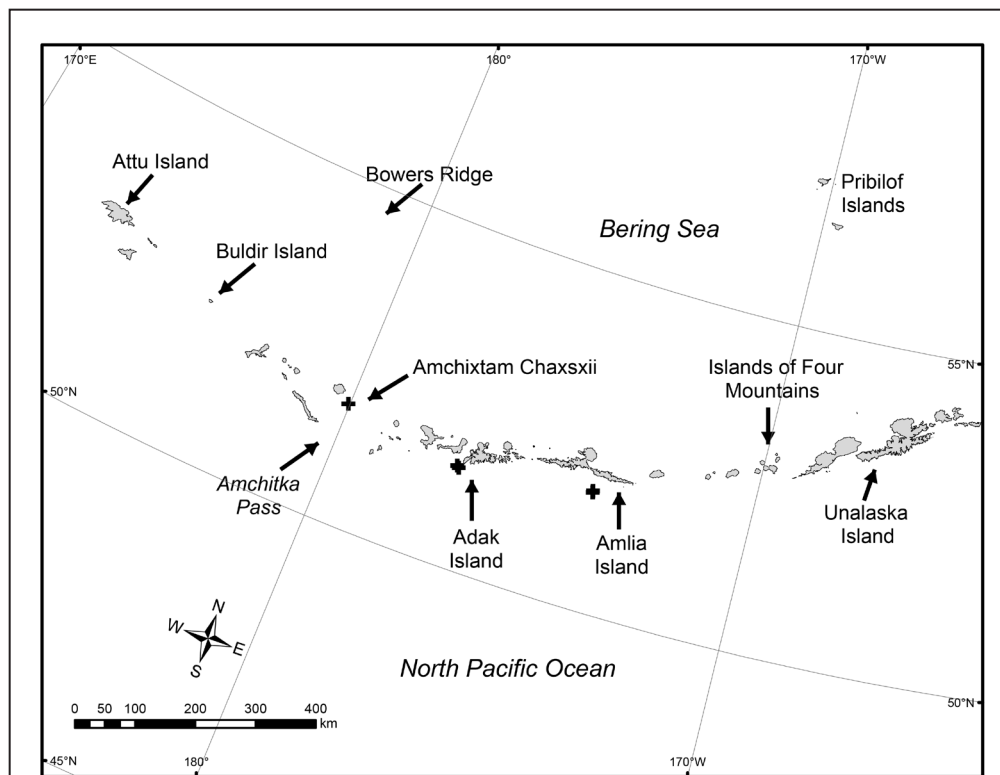 170°E
180°
170°W
Attu Island
Bowers Ridge
Pribilof
Islands
Bering Sea
Buldir Island
Amchixtam Chaxsxii
Islands of Four
Mountains
55°N
50°N
Amchitka
Pass
Adak
Island
Amlia
Island
Unalaska
Island
N
W
E
S
North Pacific Ocean
0 50 100 200 300 400
km
50°N
45°N
180°
170°W